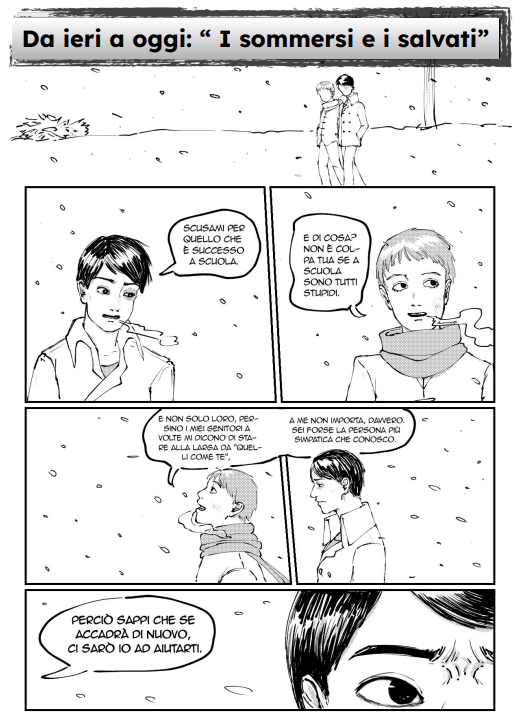 Da ieri a oggi: “ I sommersi e i salvati”
SCUSAMI PER
QUELLO CHE
È SUCCESSO
A SCUOLA.
E DI COSA?
NON È COL-
PA TUA SE A
SCUOLA
SONO TUTTI
STUPIDI.
E NON SOLO LORO, PER-
SINO I MIEI GENITORI A
VOLTE MI DICONO DI STA-
RE ALLA LARGA DA "QUEL-
LI COME TE",
A ME NON IMPORTA, DAVVERO.
SEI FORSE LA PERSONA PIÙ
SIMPATICA CHE CONOSCO.
PERCIÒ SAPPI CHE SE
ACCADRÀ DI NUOVO,
CI SARÒ IO AD AIUTARTI.